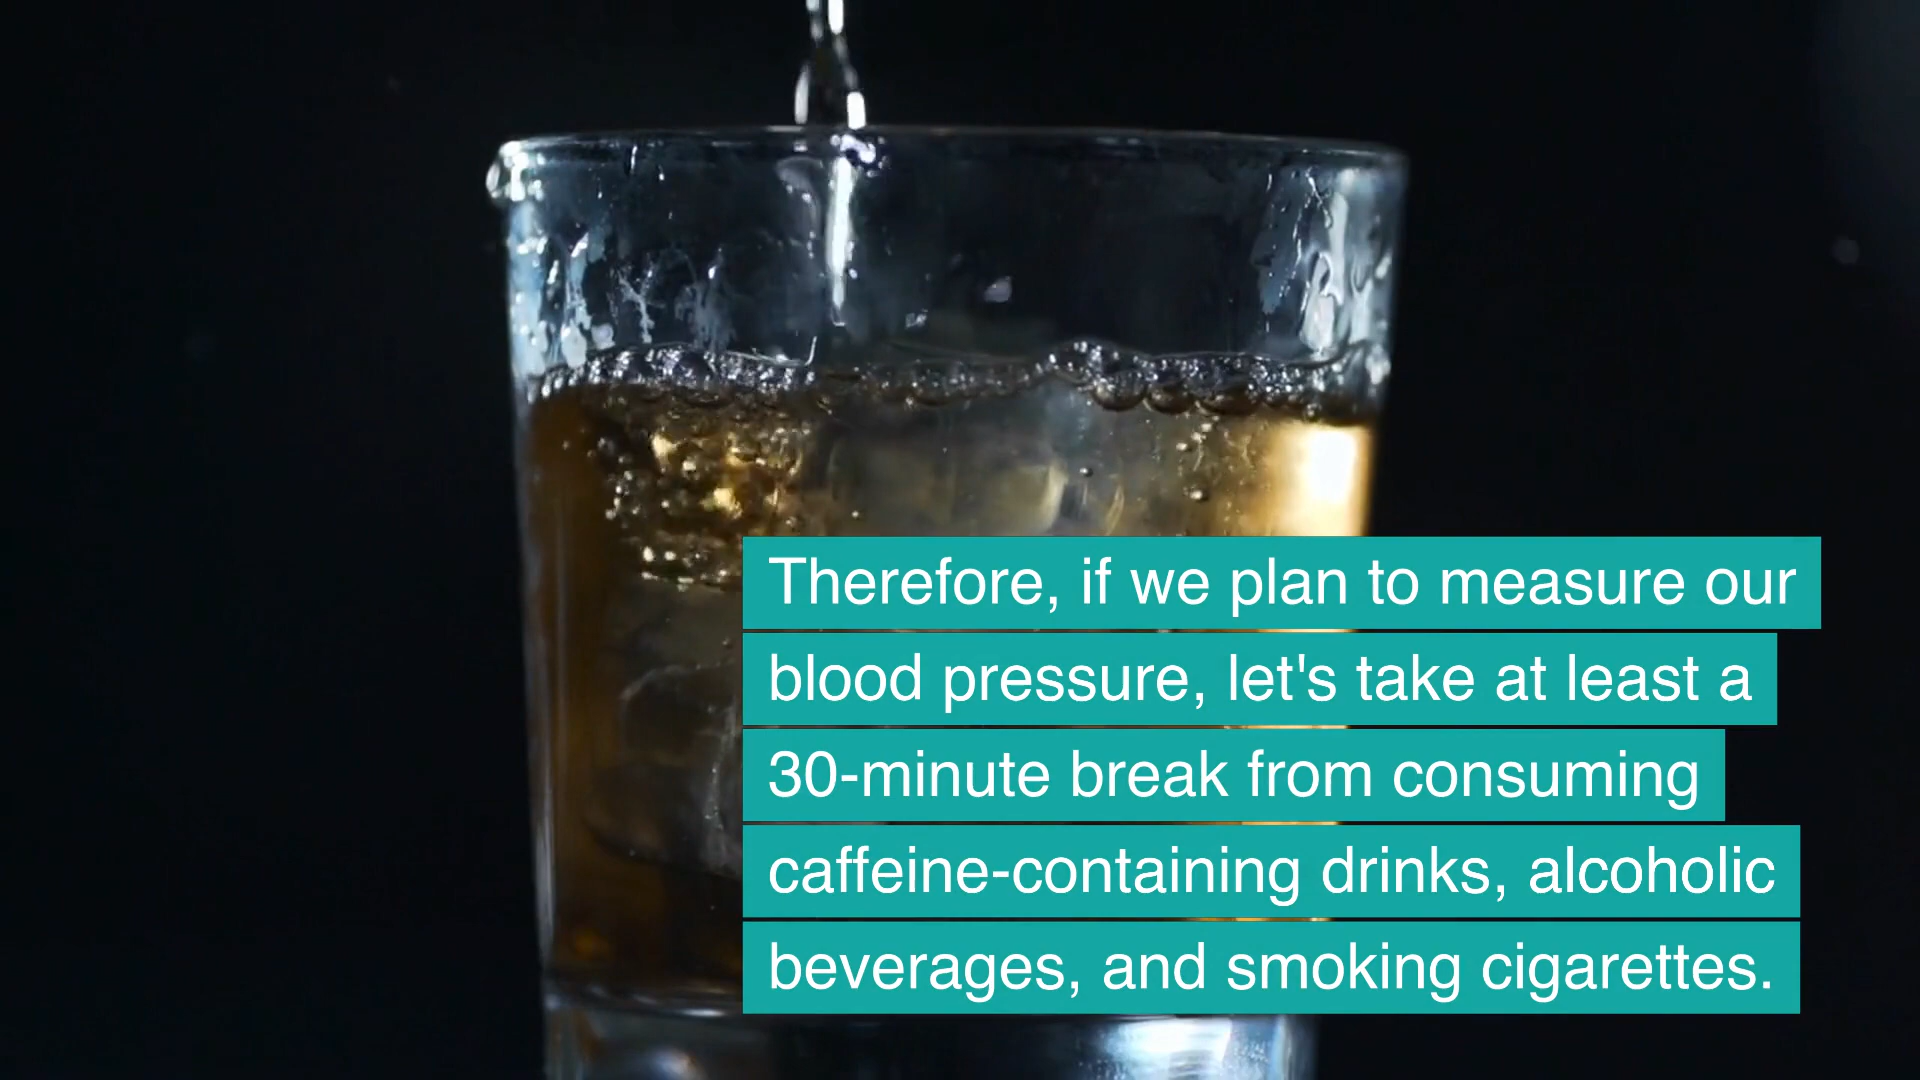 Therefore, if we plan to measure our
blood pressure, let's take at least a
30-minute break from consuming
caffeine-containing drinks, alcoholic
beverages, and smoking cigarettes.